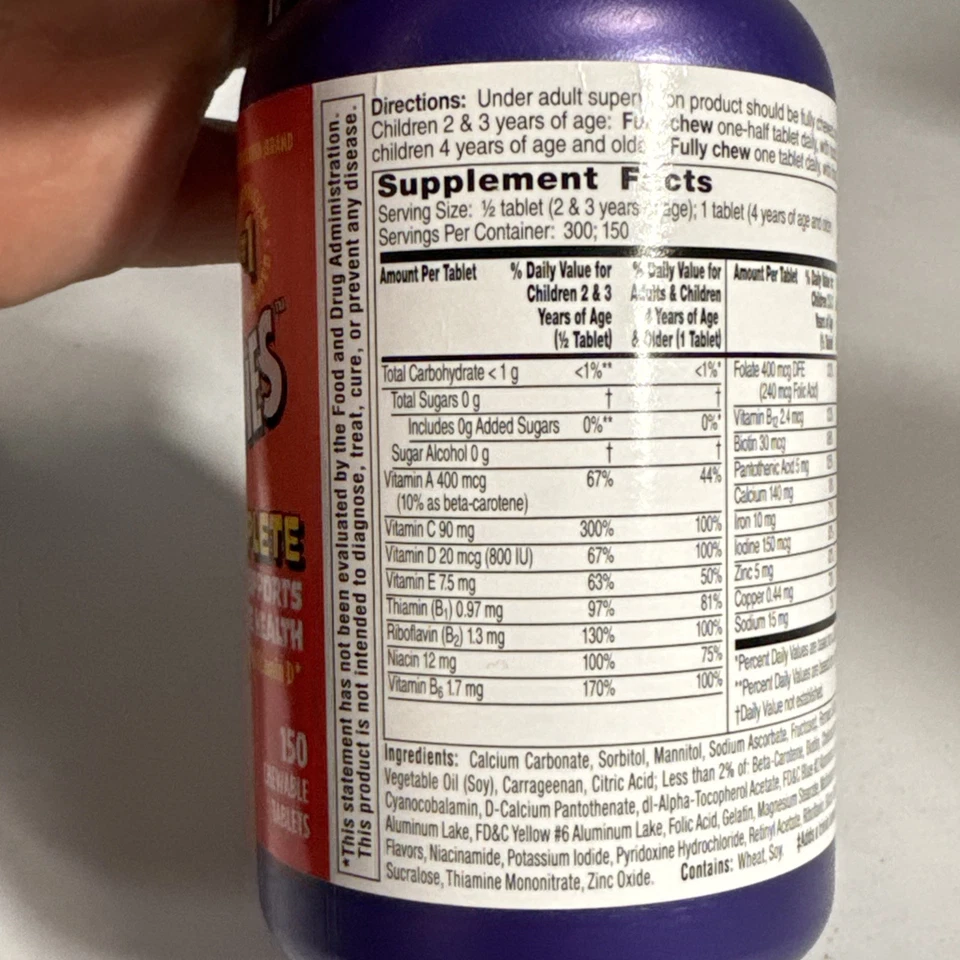 Directions: Under adult super on product should be fully
Children 2 & 3 years of age: Fu chew one-half tablet daily, with
children 4 years of age and olde Fully chew one tablet daily,
Supplement Facts
Serving Size: ½ tablet (2 & 3 years age); 1 tablet (4 years of age and
Servings Per Container: 300; 150
Amount Per Tablet
% Daily Value for
Children 2 & 3
Years of Age
(½ Tablet)
% Daily Value for
Adults & Children
4 Years of Age
& Older (1 Tablet)
Total Carbohydrate < 1 g <1%** <1%*
Total Sugars 0 g † †
Includes 0g Added Sugars 0%** 0%*
Sugar Alcohol 0 g † †
Vitamin A 400 mcg 67% 44%
(10% as beta-carotene)
Vitamin C 90 mg 300% 100%
Vitamin D 20 mcg (800 IU) 67% 100%
Vitamin E 7.5 mg 63% 50%
Thiamin (B₁) 0.97 mg 97% 81%
Riboflavin (B₂) 1.3 mg 130% 100%
Niacin 12 mg 100% 75%
Vitamin B₆ 1.7 mg 170% 100%
Amount Per Tablet % Daily Value for
Children
Years of Age
Folate 400 mcg DFE
(240 mcg Folic Acid)
Vitamin B₁₂ 2.4 mcg
Biotin 30 mcg
Pantothenic Acid 5 mg
Calcium 140 mg
Iron 10 mg
Iodine 150 mcg
Zinc 5 mg
Copper 0.44 mg
Sodium 15 mg
*Percent Daily Values are based
**Percent Daily Values are based
†Daily Value not established.
Ingredients: Calcium Carbonate, Sorbitol, Mannitol, Sodium Ascorbate, Fructose,
Vegetable Oil (Soy), Carrageenan, Citric Acid; Less than 2% of: Beta-Carotene, Biotin,
Cyanocobalamin, D-Calcium Pantothenate, dl-Alpha-Tocopherol Acetate, FD&C Blue #2
Aluminum Lake, FD&C Yellow #6 Aluminum Lake, Folic Acid, Gelatin, Magnesium Stearate,
Flavors, Niacinamide, Potassium Iodide, Pyridoxine Hydrochloride, Retinyl Acetate, Riboflavin,
Sucralose, Thiamine Mononitrate, Zinc Oxide. Contains: Wheat, Soy.
*This statement has not been evaluated by the Food and Drug Administration.
This product is not intended to diagnose, treat, cure, or prevent any disease.
BRAND
ES™
LETE
PORTS
HEALTH
150
CHEWABLE
TABLETS